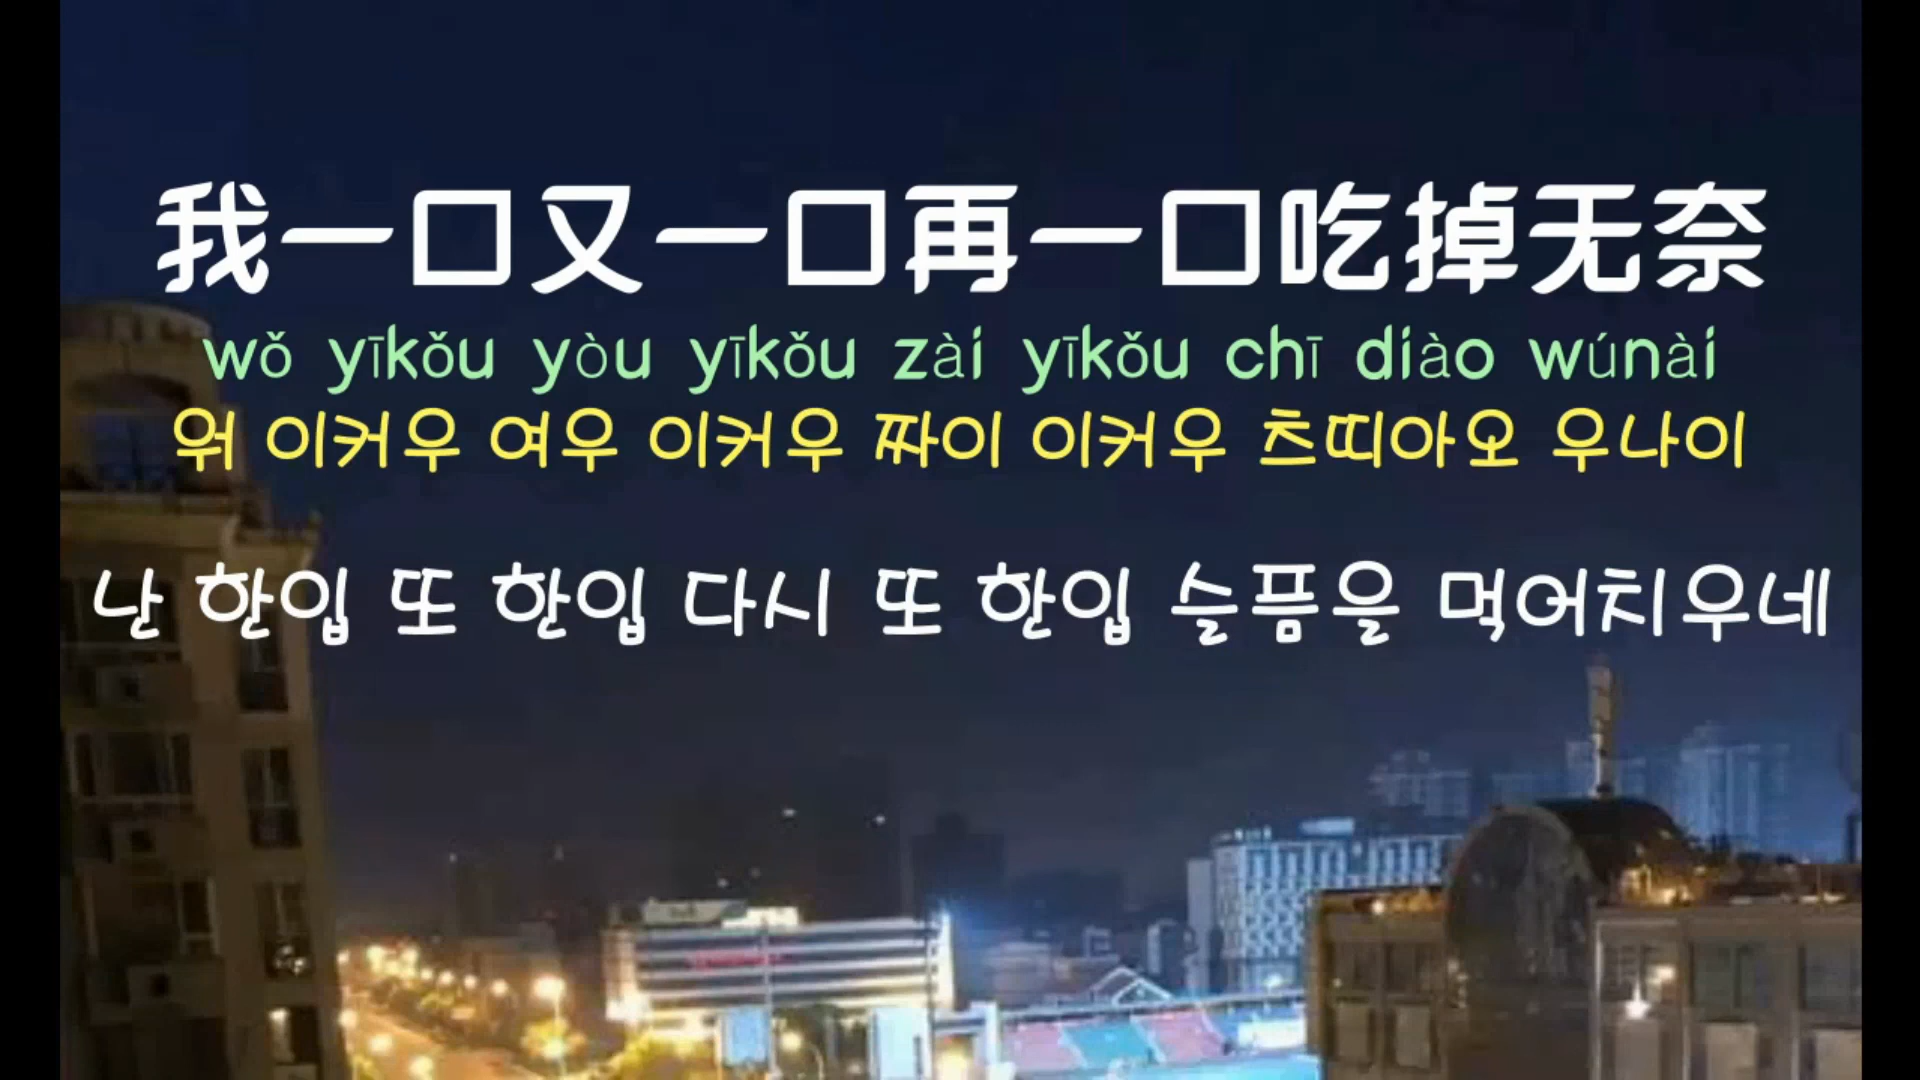 我一口又一口再一口吃掉无奈
wǒ yīkǒu yòu yīkǒu zài yīkǒu chī diào wúnài
워 이커우 여우 이커우 짜이 이커우 츠띠아오 우나이
난 한입 또 한입 다시 또 한입 슬픔을 먹어치우네